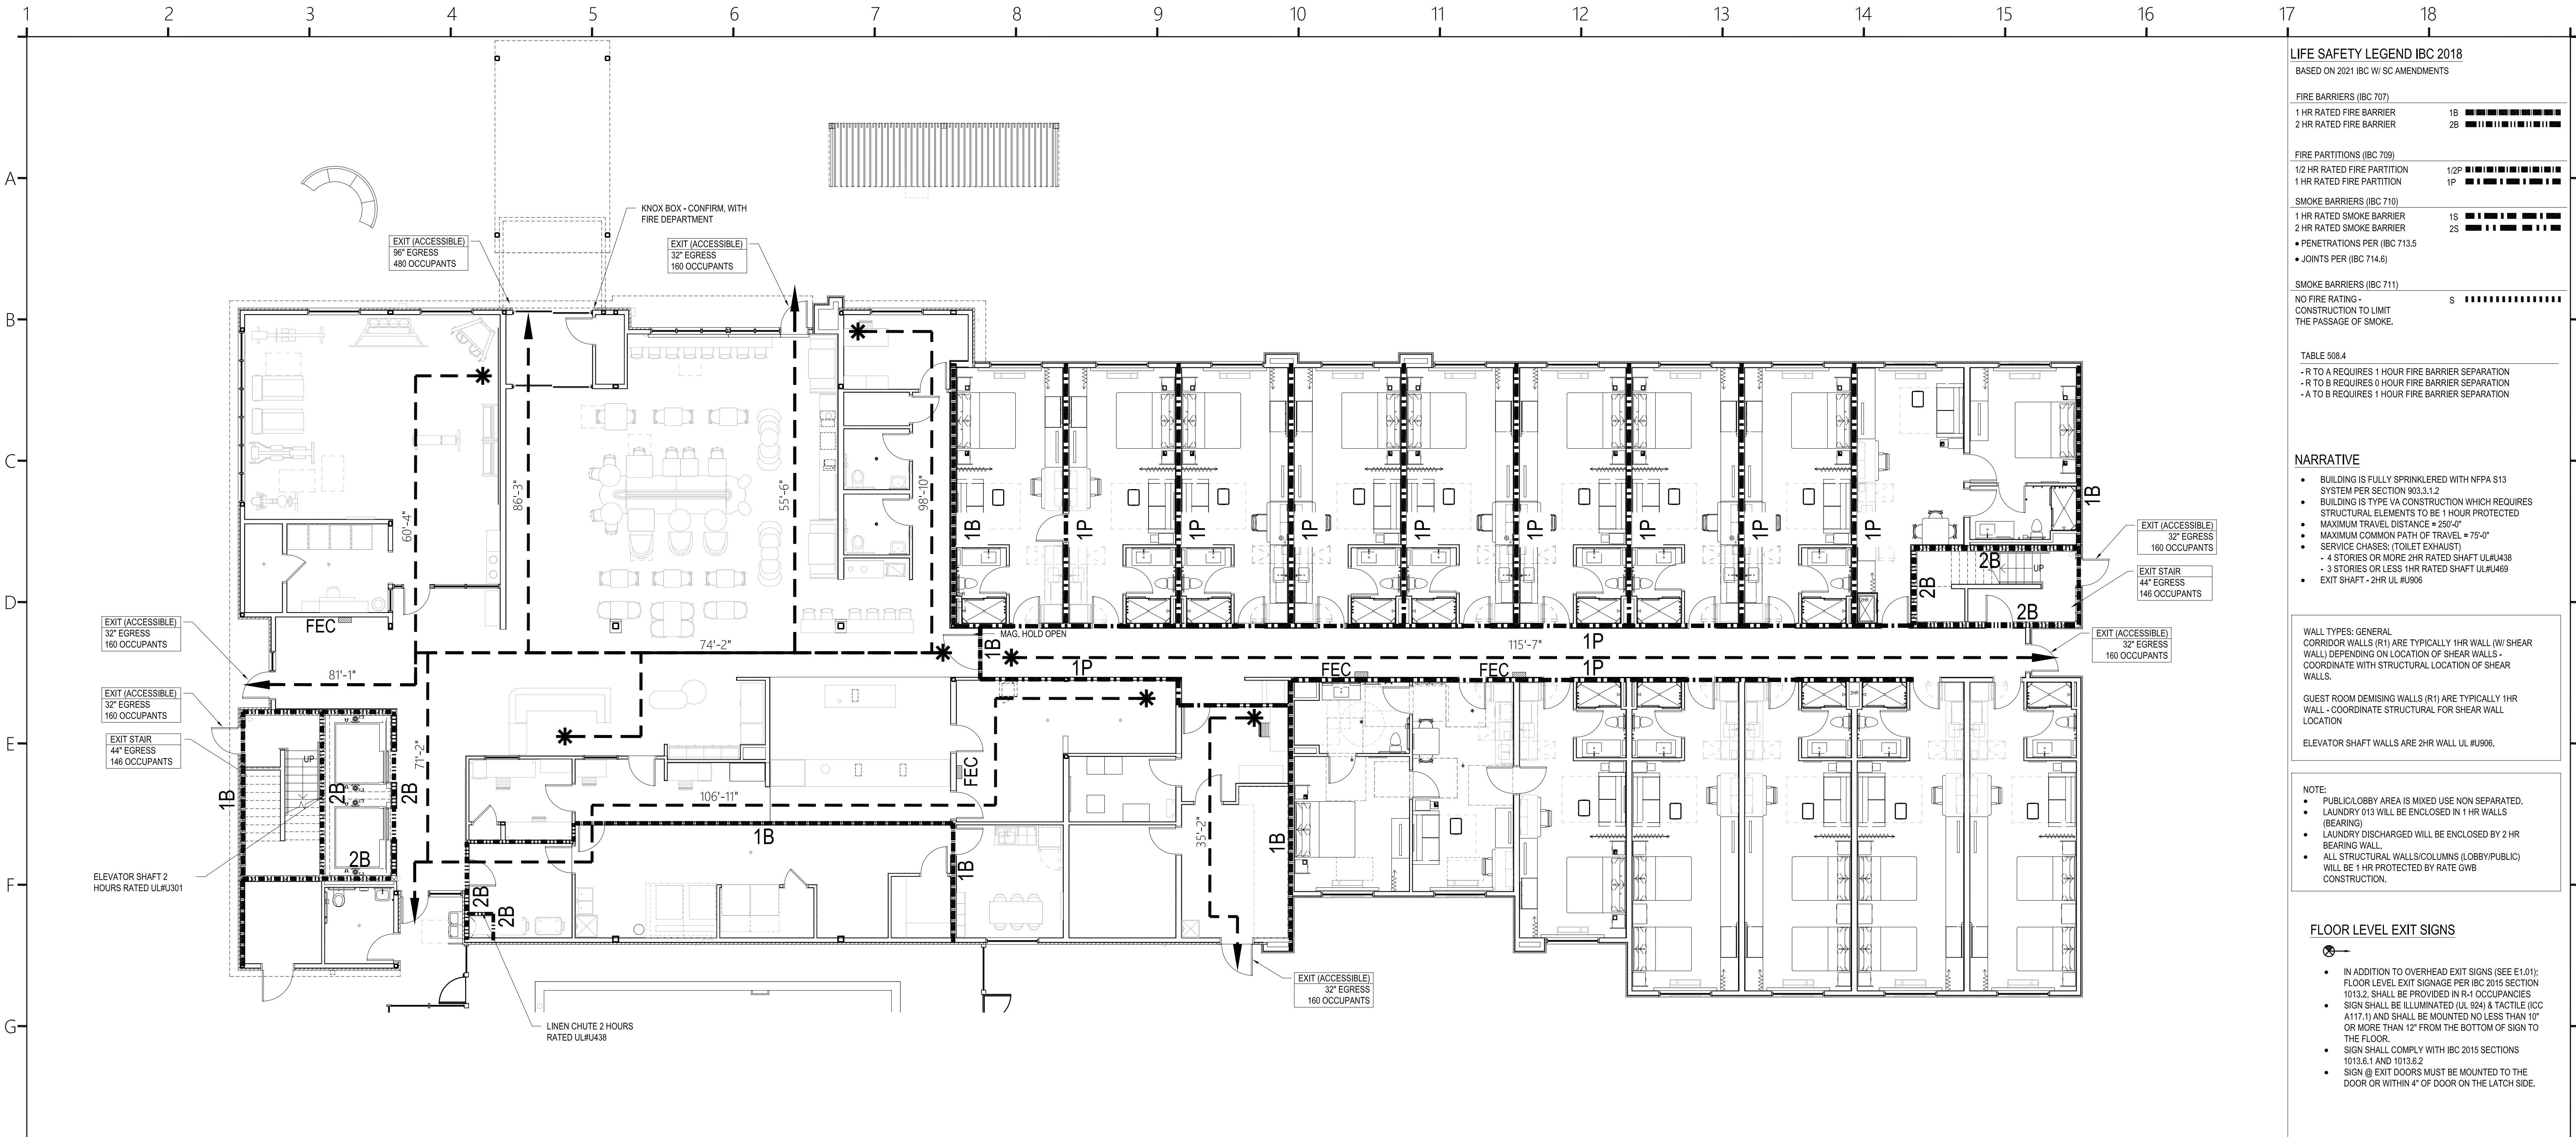 1 2 3 4 5 6 7 8 9 10 11 12 13 14 15 16 17 18
A
B
C
D
E
F
G
KNOX BOX - CONFIRM, WITH
FIRE DEPARTMENT
EXIT (ACCESSIBLE)
96" EGRESS
480 OCCUPANTS
EXIT (ACCESSIBLE)
32" EGRESS
160 OCCUPANTS
60'-4"
86'-3"
55'-6"
98'-10"
1B
1P
1P
1P
1P
1P
1P
1P
1P
1B
2B
2B
UP
2B
EXIT (ACCESSIBLE)
32" EGRESS
160 OCCUPANTS
EXIT STAIR
44" EGRESS
146 OCCUPANTS
2HR
EXIT (ACCESSIBLE)
32" EGRESS
160 OCCUPANTS
FEC
EXIT (ACCESSIBLE)
32" EGRESS
160 OCCUPANTS
MAG. HOLD OPEN
74'-2"
1B
115'-7"
1P
1P
1P
FEC
FEC
81'-1"
EXIT (ACCESSIBLE)
32" EGRESS
160 OCCUPANTS
EXIT STAIR
44" EGRESS
146 OCCUPANTS
2HR
UP
1B
2B
2B
71'-2"
2B
106'-11"
FEC
1B
1B
35'-2"
1B
ELEVATOR SHAFT 2
HOURS RATED UL#U301
2B
2B
EXIT (ACCESSIBLE)
32" EGRESS
160 OCCUPANTS
LINEN CHUTE 2 HOURS
RATED UL#U438
LIFE SAFETY LEGEND IBC 2018
BASED ON 2021 IBC W/ SC AMENDMENTS
FIRE BARRIERS (IBC 707)
1 HR RATED FIRE BARRIER 1B
2 HR RATED FIRE BARRIER 2B
FIRE PARTITIONS (IBC 709)
1/2 HR RATED FIRE PARTITION 1/2P
1 HR RATED FIRE PARTITION 1P
SMOKE BARRIERS (IBC 710)
1 HR RATED SMOKE BARRIER 1S
2 HR RATED SMOKE BARRIER 2S
• PENETRATIONS PER (IBC 713.5
• JOINTS PER (IBC 714.6)
SMOKE BARRIERS (IBC 711)
NO FIRE RATING - S
CONSTRUCTION TO LIMIT
THE PASSAGE OF SMOKE.
TABLE 508.4
- R TO A REQUIRES 1 HOUR FIRE BARRIER SEPARATION
- R TO B REQUIRES 0 HOUR FIRE BARRIER SEPARATION
- A TO B REQUIRES 1 HOUR FIRE BARRIER SEPARATION
NARRATIVE
• BUILDING IS FULLY SPRINKLERED WITH NFPA S13
SYSTEM PER SECTION 903.3.1.2
• BUILDING IS TYPE VA CONSTRUCTION WHICH REQUIRES
STRUCTURAL ELEMENTS TO BE 1 HOUR PROTECTED
• MAXIMUM TRAVEL DISTANCE = 250'-0"
• MAXIMUM COMMON PATH OF TRAVEL = 75'-0"
• SERVICE CHASES: (TOILET EXHAUST)
- 4 STORIES OR MORE 2HR RATED SHAFT UL#U438
- 3 STORIES OR LESS 1HR RATED SHAFT UL#U469
• EXIT SHAFT - 2HR UL #U906
WALL TYPES: GENERAL
CORRIDOR WALLS (R1) ARE TYPICALLY 1HR WALL (W/ SHEAR
WALL) DEPENDING ON LOCATION OF SHEAR WALLS -
COORDINATE WITH STRUCTURAL LOCATION OF SHEAR
WALLS.
GUEST ROOM DEMISING WALLS (R1) ARE TYPICALLY 1HR
WALL - COORDINATE STRUCTURAL FOR SHEAR WALL
LOCATION
ELEVATOR SHAFT WALLS ARE 2HR WALL UL #U906.
NOTE:
• PUBLIC/LOBBY AREA IS MIXED USE NON SEPARATED.
• LAUNDRY 013 WILL BE ENCLOSED IN 1 HR WALLS
(BEARING)
• LAUNDRY DISCHARGED WILL BE ENCLOSED BY 2 HR
BEARING WALL.
• ALL STRUCTURAL WALLS/COLUMNS (LOBBY/PUBLIC)
WILL BE 1 HR PROTECTED BY RATE GWB
CONSTRUCTION.
FLOOR LEVEL EXIT SIGNS
• IN ADDITION TO OVERHEAD EXIT SIGNS (SEE E1.01);
FLOOR LEVEL EXIT SIGNAGE PER IBC 2015 SECTION
1013.2, SHALL BE PROVIDED IN R-1 OCCUPANCIES
• SIGN SHALL BE ILLUMINATED (UL 924) & TACTILE (ICC
A117.1) AND SHALL BE MOUNTED NO LESS THAN 10"
OR MORE THAN 12" FROM THE BOTTOM OF SIGN TO
THE FLOOR.
• SIGN SHALL COMPLY WITH IBC 2015 SECTIONS
1013.6.1 AND 1013.6.2
• SIGN @ EXIT DOORS MUST BE MOUNTED TO THE
DOOR OR WITHIN 4" OF DOOR ON THE LATCH SIDE.